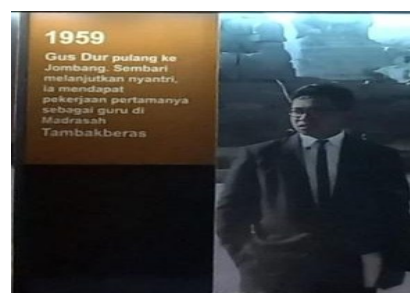 1959
Gus Dur pulang ke
Jombang. Sembari
melanjutkan nyantri,
ia mendapat
pekerjaan pertamanya
sebagai guru di
Madrasah
Tambakberas